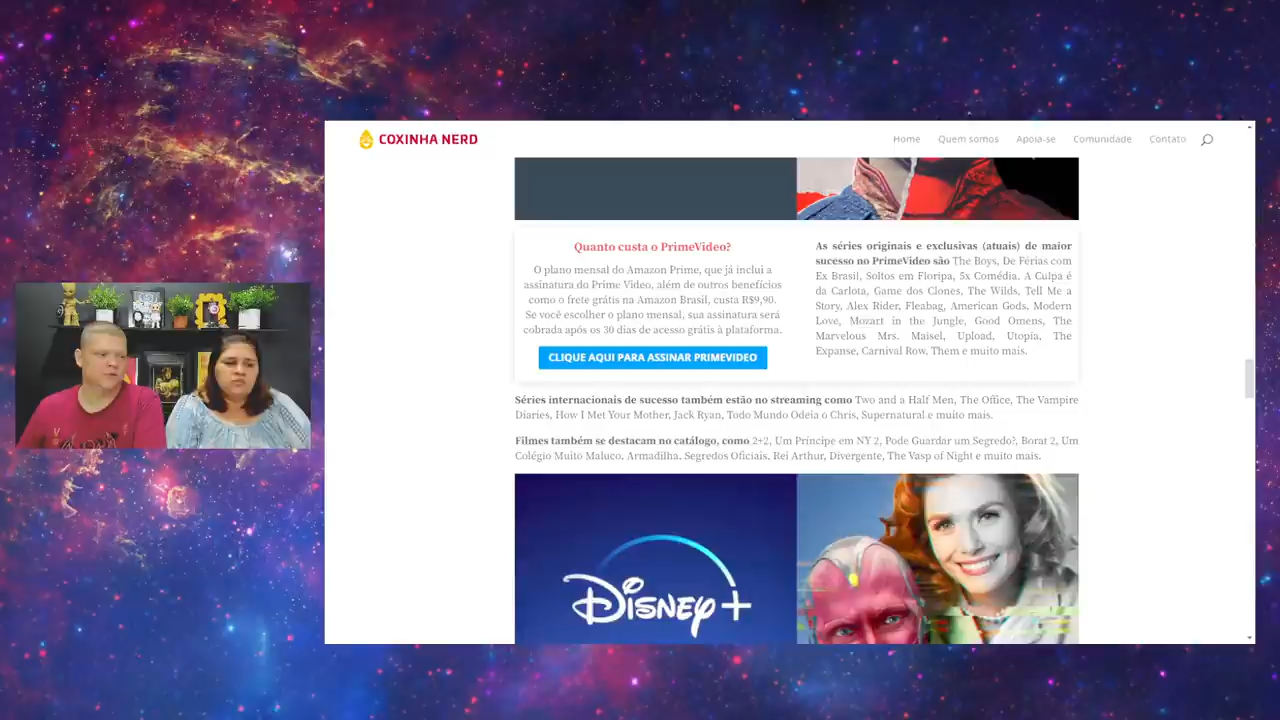 COXINHA NERD
Home Quem somos Apoia-se Comunidade Contato
Quanto custa o PrimeVideo?
O plano mensal do Amazon Prime, que já inclui a
assinatura do Prime Video, além de outros benefícios
como o frete grátis na Amazon Brasil, custa R$9,90.
Se você escolher o plano mensal, sua assinatura será
cobrada após os 30 dias de acesso grátis à plataforma.
CLIQUE AQUI PARA ASSINAR PRIMEVIDEO
As séries originais e exclusivas (atuais) de maior
sucesso no PrimeVideo são The Boys, De Férias com
Ex Brasil, Soltos em Floripa, 5x Comédia. A Culpa é
da Carlota, Game dos Clones, The Wilds, Tell Me a
Story, Alex Rider, Fleabag, American Gods, Modern
Love, Mozart in the Jungle, Good Omens, The
Marvelous Mrs. Maisel, Upload, Utopia, The
Expanse, Carnival Row, Them e muito mais.
Séries internacionais de sucesso também estão no streaming como Two and a Half Men, The Office, The Vampire
Diaries, How I Met Your Mother, Jack Ryan, Todo Mundo Odeia o Chris, Supernatural e muito mais.
Filmes também se destacam no catálogo, como 2+2, Um Príncipe em NY 2, Pode Guardar um Segredo?, Borat 2, Um
Colégio Muito Maluco, Armadilha, Segredos Oficiais, Rei Arthur, Divergente, The Vasp of Night e muito mais.
Disney+